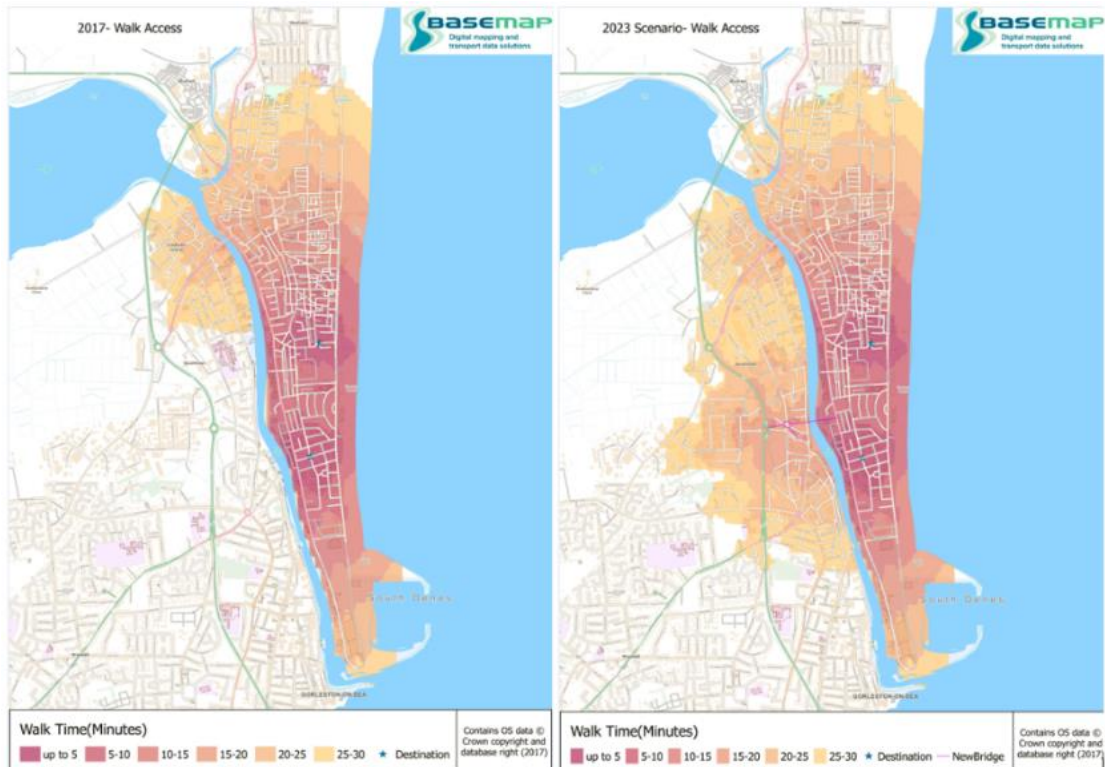 2017- Walk Access
BASEMAP
Digital mapping and
transport data solutions
South Denes
GORLESTON-ON-SEA
Walk Time(Minutes)
up to 5 5-10 10-15 15-20 20-25 25-30 Destination
Contains OS data ©
Crown copyright and
database right (2017)
2023 Scenario- Walk Access
BASEMAP
Digital mapping and
transport data solutions
South Denes
GORLESTON-ON-SEA
Walk Time(Minutes)
up to 5 5-10 10-15 15-20 20-25 25-30 Destination NewBridge
Contains OS data ©
Crown copyright and
database right (2017)